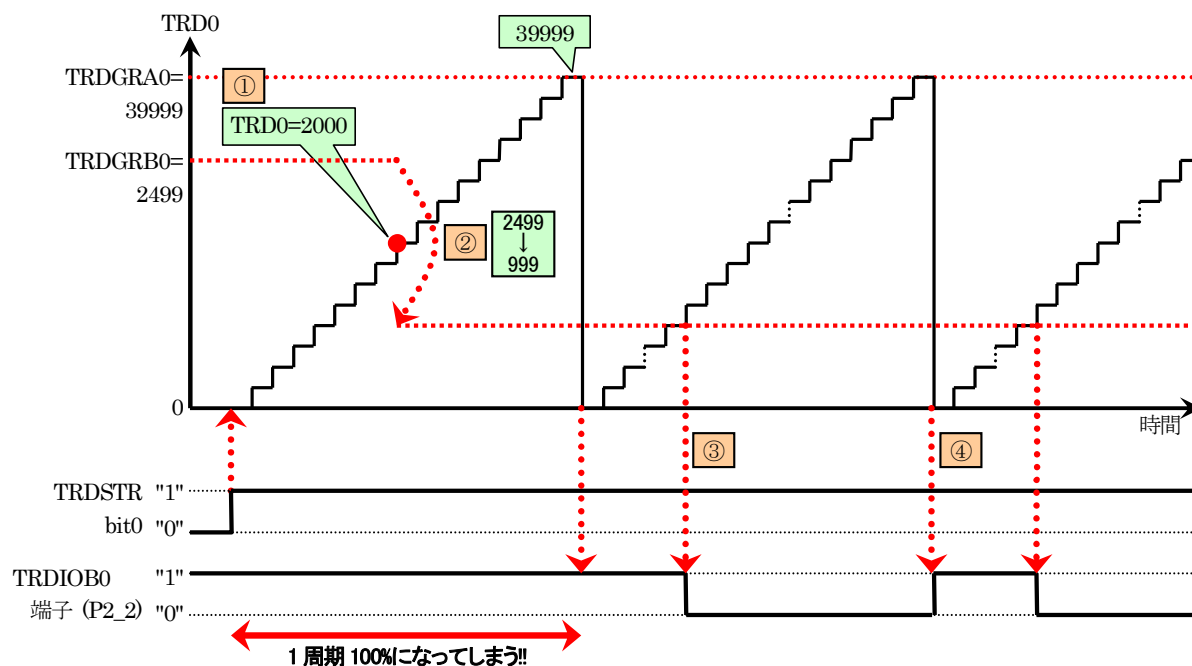 TRD0
39999
TRDGRA0=
39999
①
TRD0=2000
TRDGRB0=
2499
②
2499
↓
999
0
時間
③
④
TRDSTR "1"
bit0 "0"
TRDIOB0 "1"
端子 (P2_2) "0"
1 周期 100%になってしまう!!